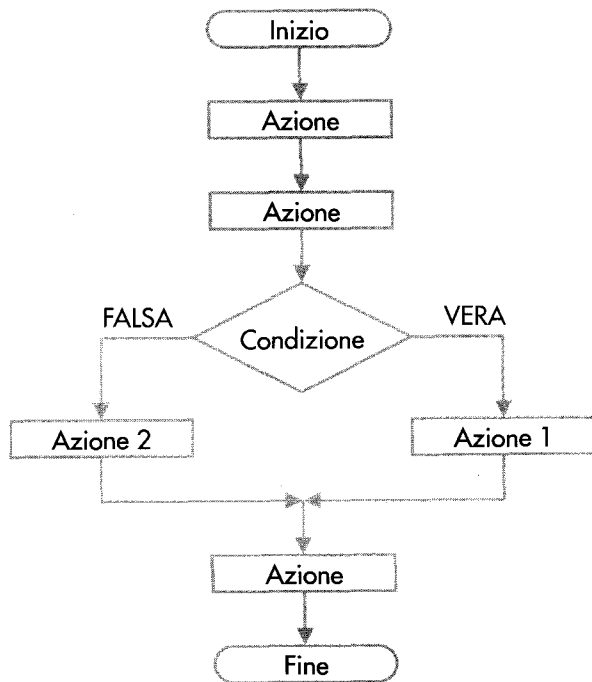 Inizio
Azione
Azione
FALSA
VERA
Condizione
Azione 2
Azione 1
Azione
Fine